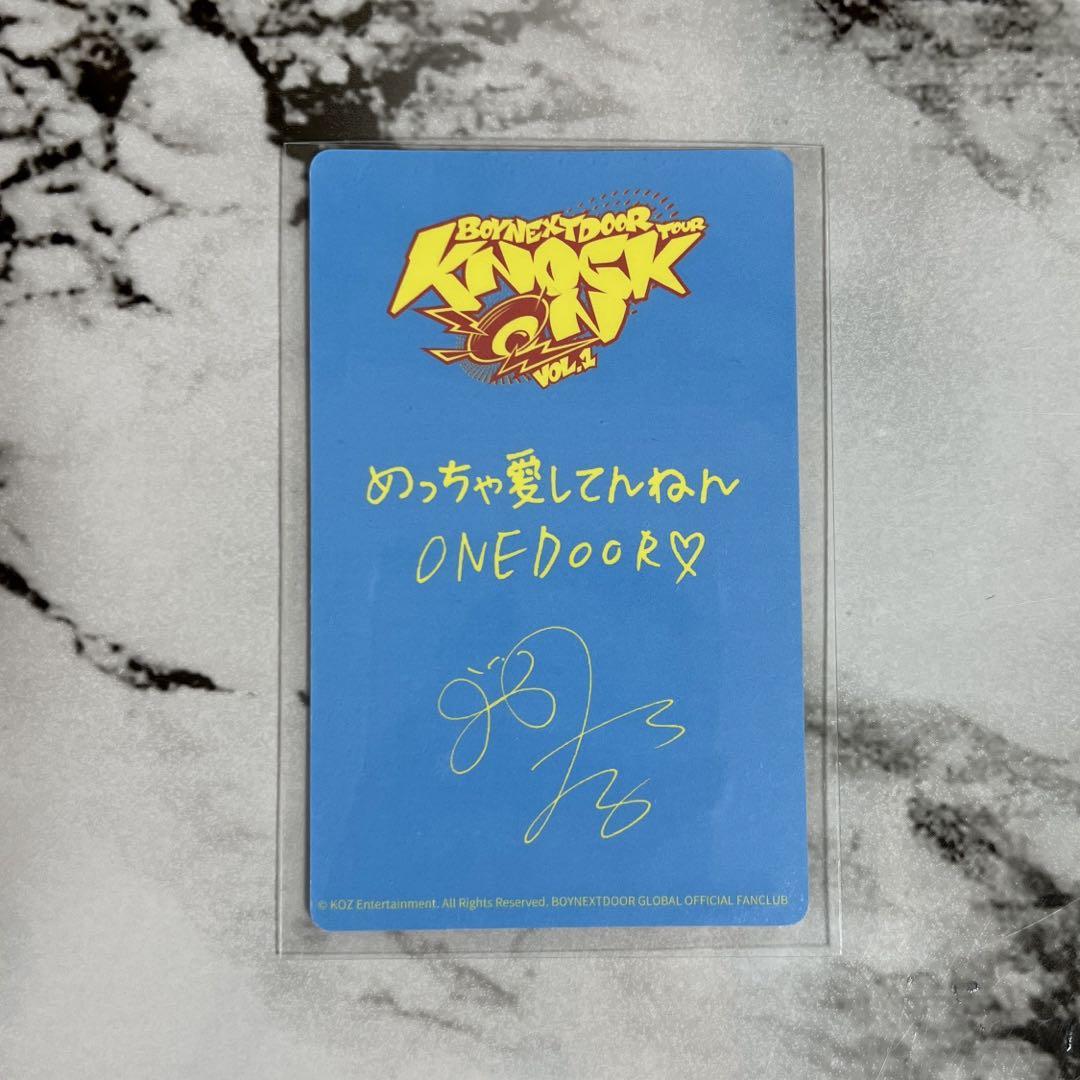 BOYNEXTDOOR TOUR
KNOCK
ON
VOL.1
めっちゃ愛してんねん
ONEDOOR♡
© KOZ Entertainment. All Rights Reserved. BOYNEXTDOOR GLOBAL OFFICIAL FANCLUB